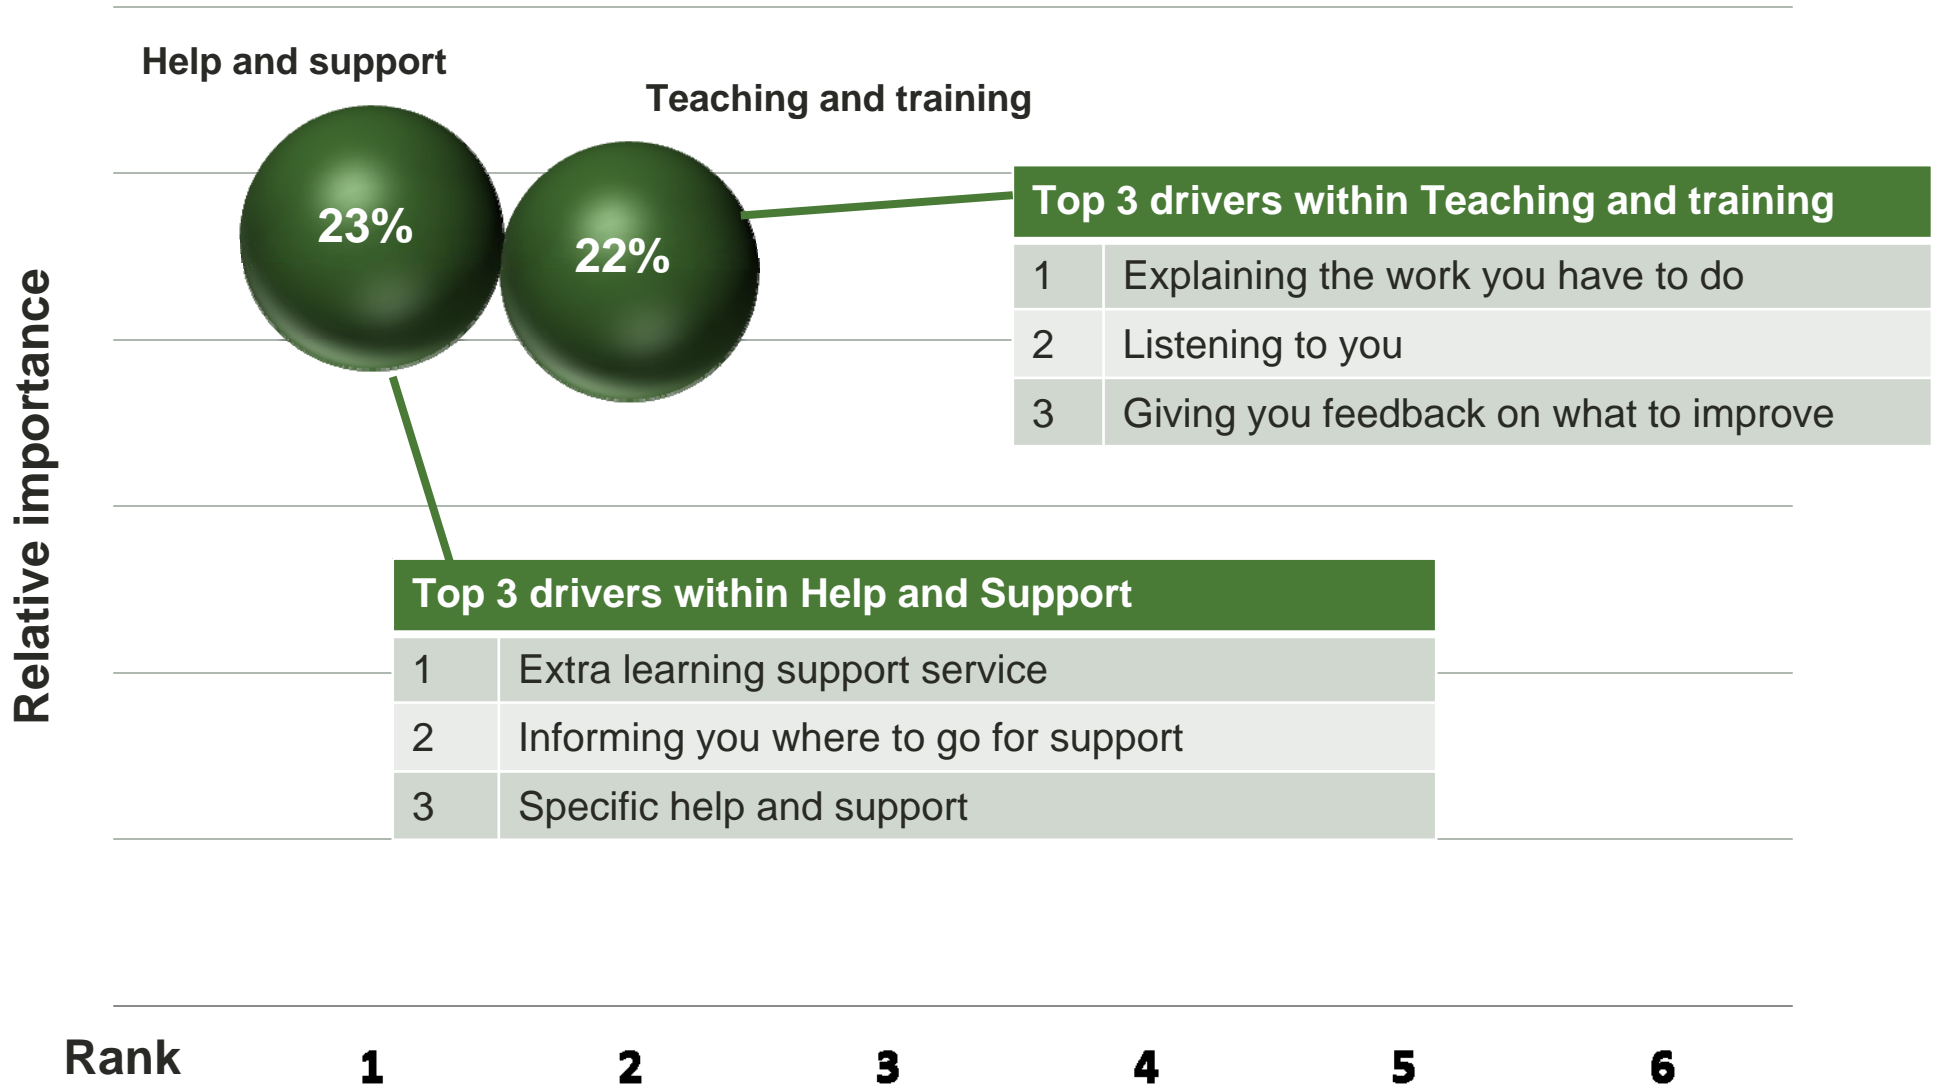 Help and support
Teaching and training
23%
22%
Top 3 drivers within Teaching and training
1 Explaining the work you have to do
2 Listening to you
3 Giving you feedback on what to improve
Relative importance
Top 3 drivers within Help and Support
1 Extra learning support service
2 Informing you where to go for support
3 Specific help and support
Rank 1 2 3 4 5 6